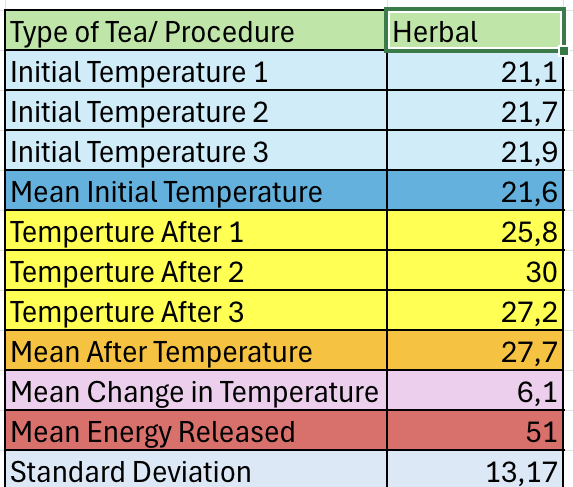 Type of Tea/ Procedure Herbal
Initial Temperature 1 21,1
Initial Temperature 2 21,7
Initial Temperature 3 21,9
Mean Initial Temperature 21,6
Temperture After 1 25,8
Temperture After 2 30
Temperture After 3 27,2
Mean After Temperature 27,7
Mean Change in Temperature 6,1
Mean Energy Released 51
Standard Deviation 13,17